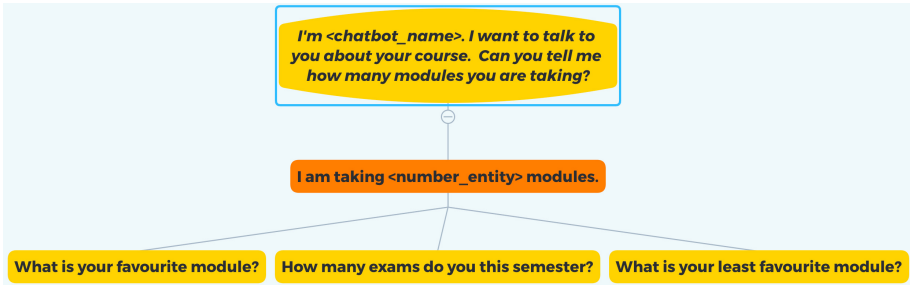 I'm <chatbot_name>. I want to talk to
you about your course. Can you tell me
how many modules you are taking?
I am taking <number_entity> modules.
What is your favourite module?
How many exams do you this semester?
What is your least favourite module?